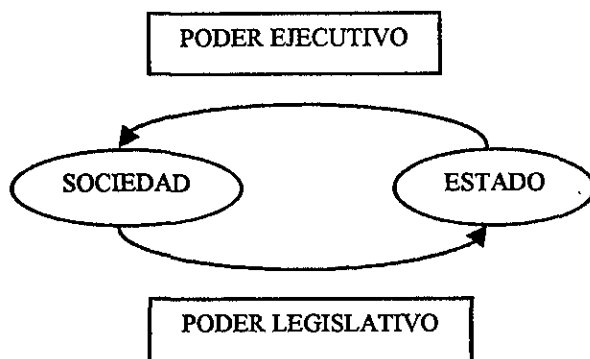 PODER EJECUTIVO
SOCIEDAD
ESTADO
PODER LEGISLATIVO